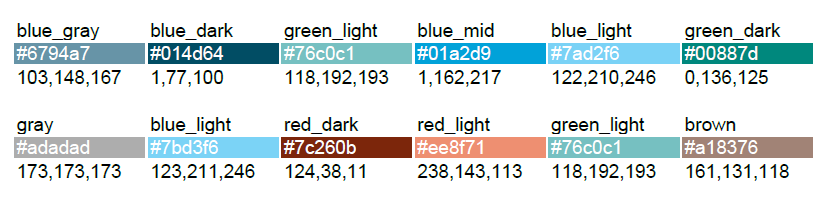 blue_gray blue_dark green_light blue_mid blue_light green_dark
#6794a7 #014d64 #76c0c1 #01a2d9 #7ad2f6 #00887d
103,148,167 1,77,100 118,192,193 1,162,217 122,210,246 0,136,125
gray blue_light red_dark red_light green_light brown
#adadad #7bd3f6 #7c260b #ee8f71 #76c0c1 #a18376
173,173,173 123,211,246 124,38,11 238,143,113 118,192,193 161,131,118